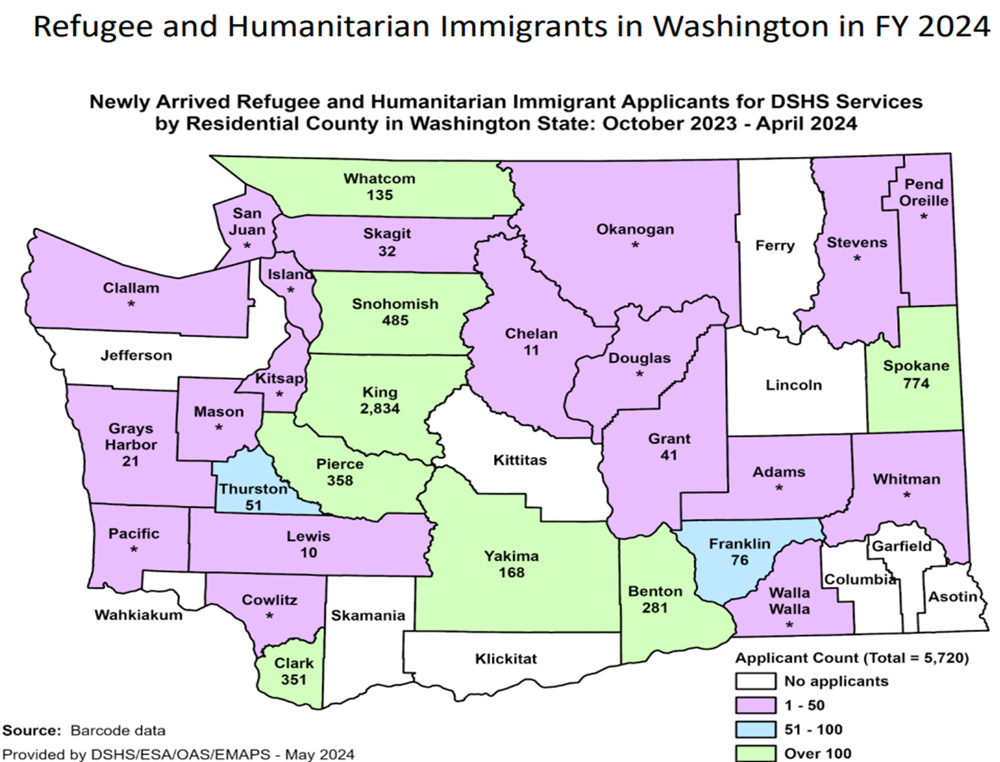 Refugee and Humanitarian Immigrants in Washington in FY 2024
Newly Arrived Refugee and Humanitarian Immigrant Applicants for DSHS Services
by Residential County in Washington State: October 2023 - April 2024
Whatcom
135
San
Juan
*
Skagit
32
Okanogan
*
Ferry
Stevens
*
Pend
Oreille
*
Clallam
*
Island
*
Snohomish
485
Chelan
11
Douglas
*
Jefferson
Kitsap
*
King
2,834
Lincoln
Spokane
774
Mason
*
Grays
Harbor
21
Pierce
358
Kittitas
Grant
41
Adams
*
Whitman
*
Thurston
51
Pacific
*
Lewis
10
Yakima
168
Franklin
76
Garfield
Columbia
Asotin
Wahkiakum
Cowlitz
*
Skamania
Benton
281
Walla
Walla
*
Clark
351
Klickitat
Applicant Count (Total = 5,720)
No applicants
1 - 50
51 - 100
Over 100
Source: Barcode data
Provided by DSHS/ESA/OAS/EMAPS - May 2024